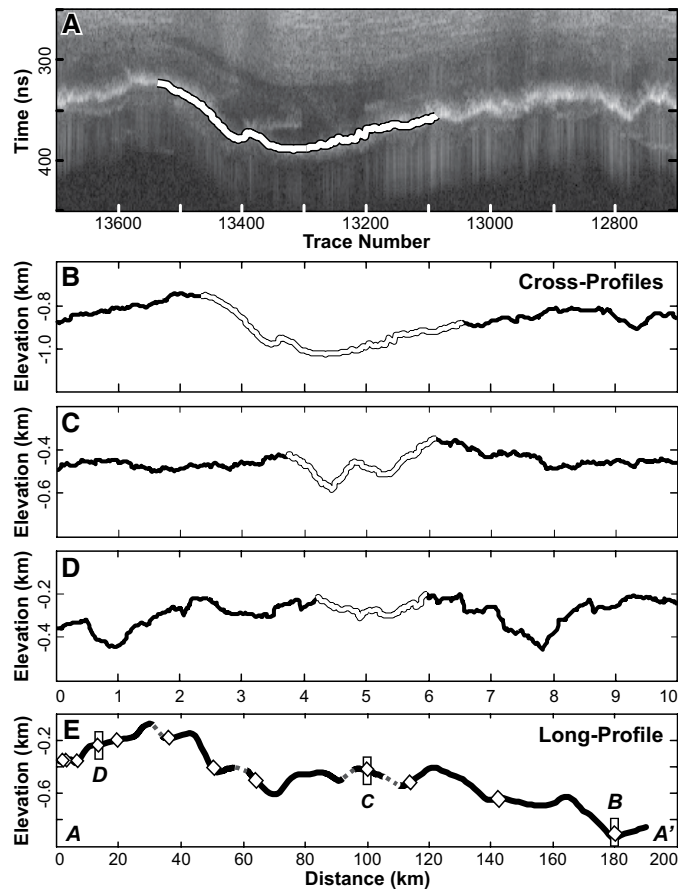 A
Time (ns)
300
400
13600
13400
13200
13000
12800
Trace Number
B
Cross-Profiles
Elevation (km)
-0.8
-1.0
C
Elevation (km)
-0.4
-0.6
D
Elevation (km)
-0.2
-0.4
0 1 2 3 4 5 6 7 8 9 10
E
Long-Profile
Elevation (km)
-0.2
-0.6
D
C
B
A
A'
0 20 40 60 80 100 120 140 160 180 200
Distance (km)